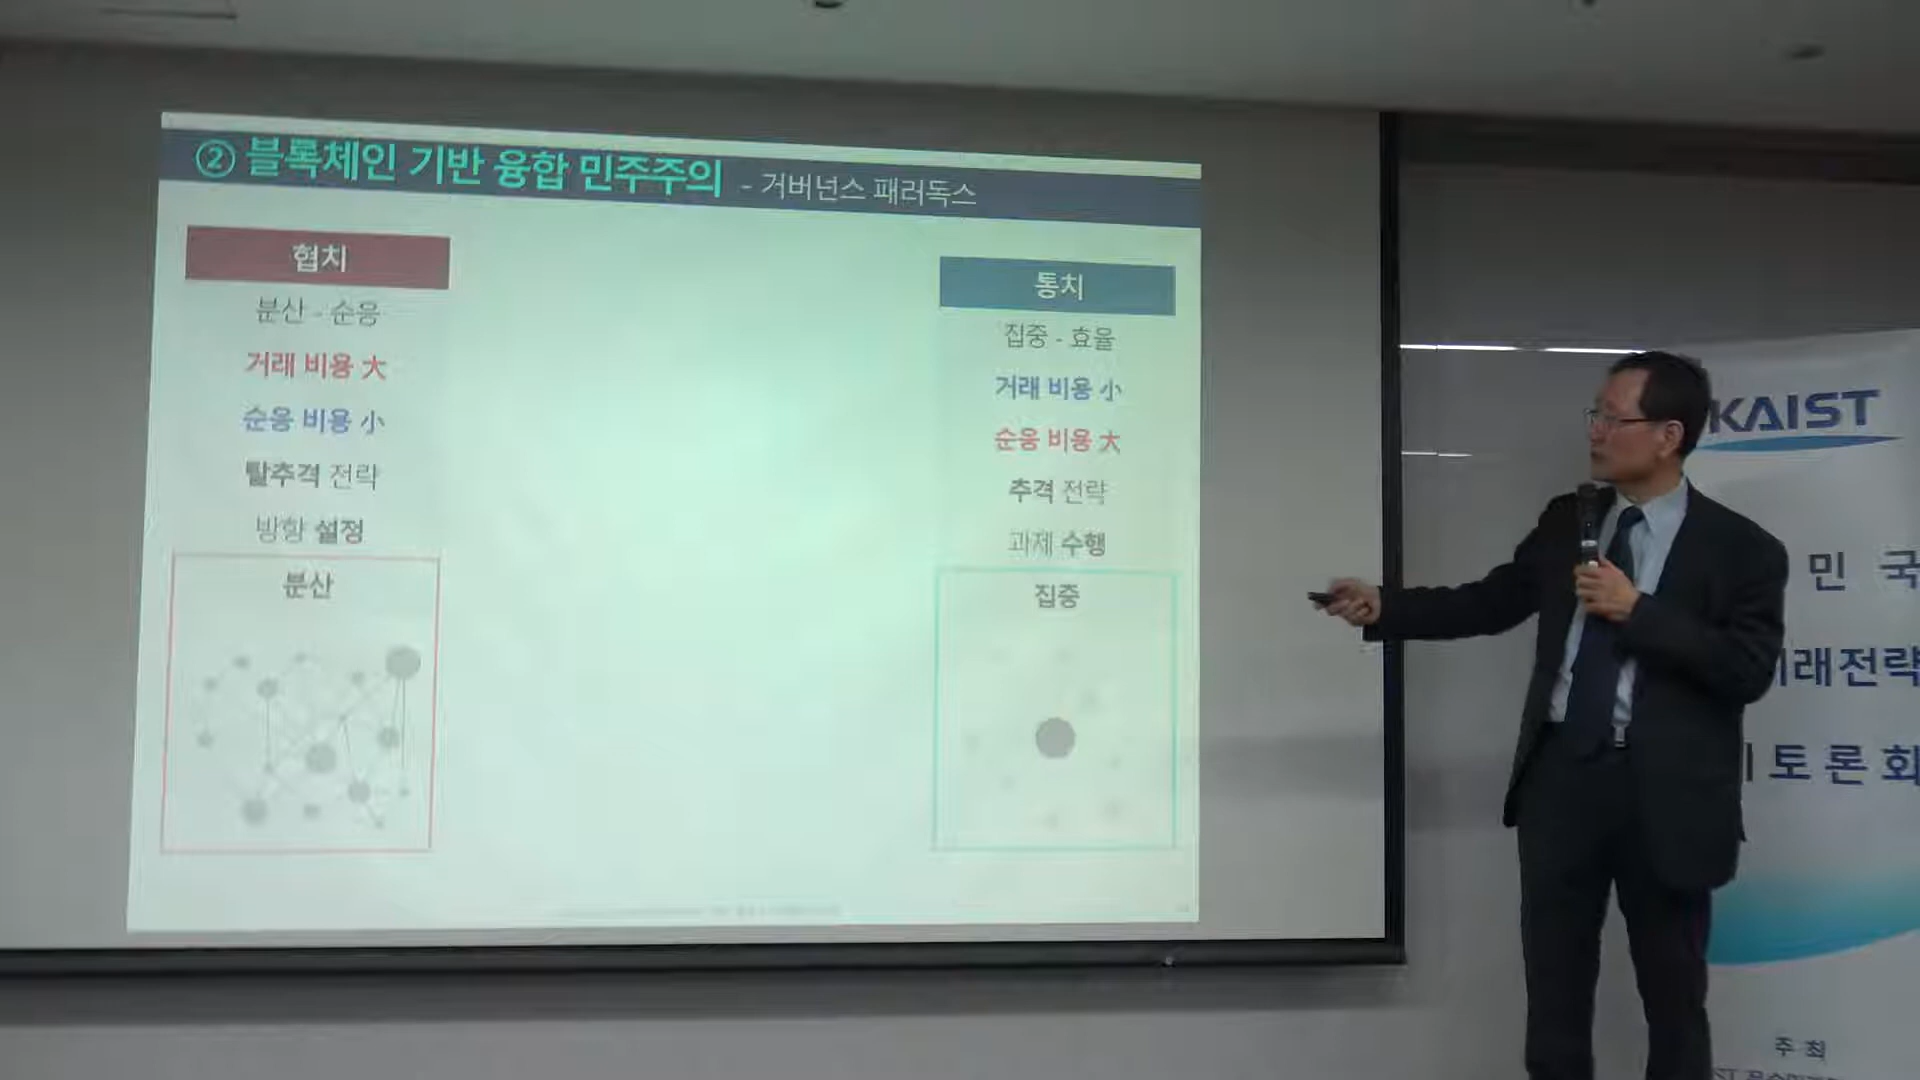 ② 블록체인 기반 융합 민주주의 - 거버넌스 패러독스
협치
분산 - 순응
거래 비용 大
순응 비용 小
탈추격 전략
방향 설정
분산
통치
집중 - 효율
거래 비용 小
순응 비용 大
추격 전략
과제 수행
집중
KAIST
민 국
미래전략
토론회
주 최